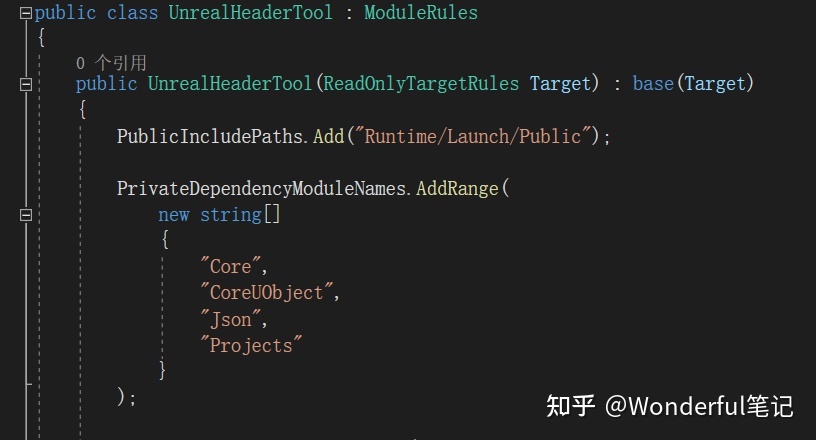 public class UnrealHeaderTool : ModuleRules
{
0 个引用
public UnrealHeaderTool(ReadOnlyTargetRules Target) : base(Target)
{
PublicIncludePaths.Add("Runtime/Launch/Public");
PrivateDependencyModuleNames.AddRange(
new string[]
{
"Core",
"CoreUObject",
"Json",
"Projects"
}
);
知乎 @Wonderful笔记